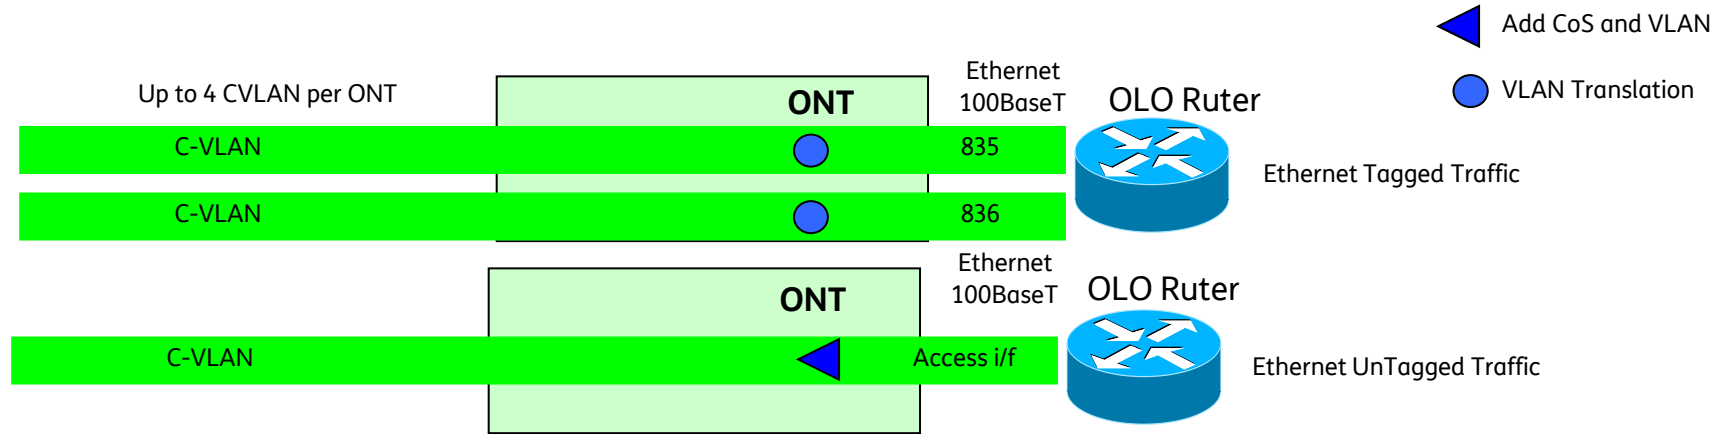 Add CoS and VLAN
VLAN Translation
Up to 4 CVLAN per ONT
ONT
Ethernet
100BaseT
OLO Ruter
C-VLAN
835
Ethernet Tagged Traffic
C-VLAN
836
ONT
Ethernet
100BaseT
OLO Ruter
C-VLAN
Access i/f
Ethernet UnTagged Traffic